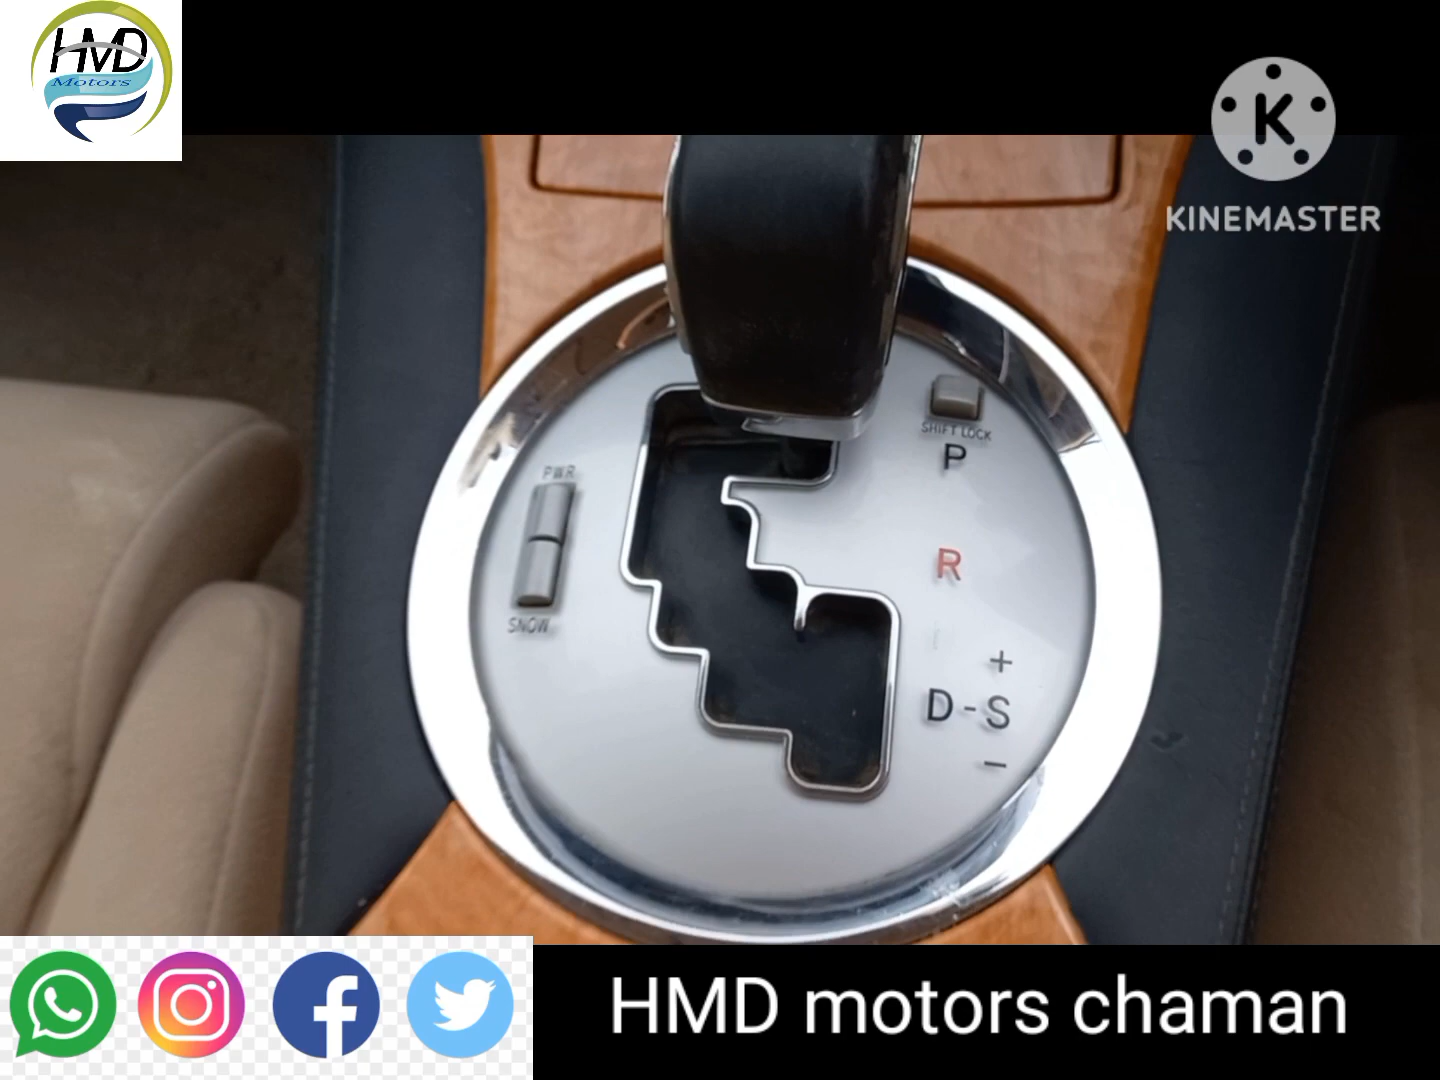 HMD
Motors
K
KINEMASTER
SHIFT LOCK
P
PWR
R
SNOW
+
D-S
–
HMD motors chaman